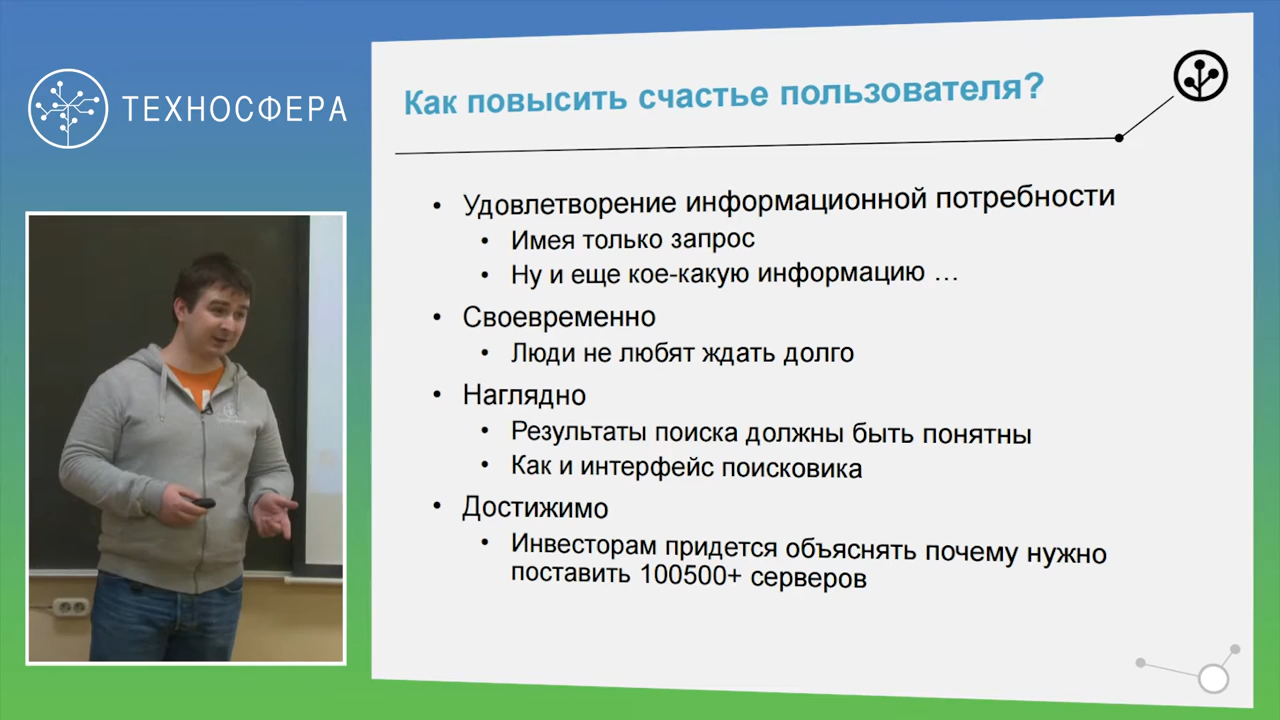 ТЕХНОСФЕРА
Как повысить счастье пользователя?
• Удовлетворение информационной потребности
• Имея только запрос
• Ну и еще кое-какую информацию …
• Своевременно
• Люди не любят ждать долго
• Наглядно
• Результаты поиска должны быть понятны
• Как и интерфейс поисковика
• Достижимо
• Инвесторам придется объяснять почему нужно
поставить 100500+ серверов